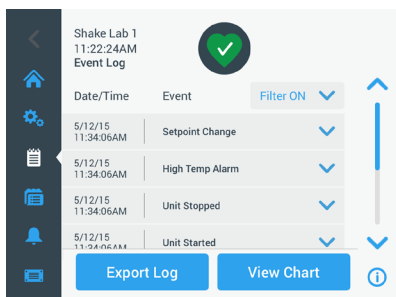 Shake Lab 1
11:22:24AM
Event Log
Date/Time Event Filter ON
5/12/15
11:34:06AM
Setpoint Change
5/12/15
11:34:06AM
High Temp Alarm
5/12/15
11:34:06AM
Unit Stopped
5/12/15
11:34:06AM
Unit Started
Export Log View Chart